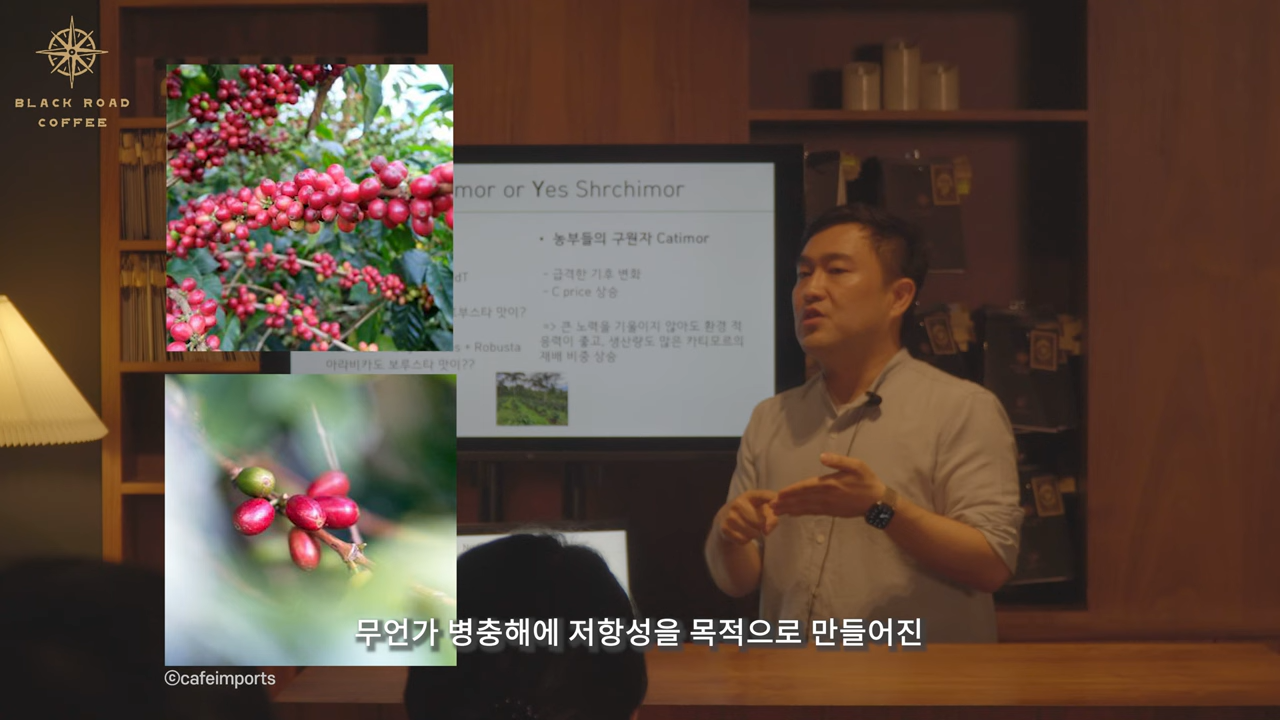 BLACK ROAD
COFFEE
mor or Yes Shrchimor
• 농부들의 구원자 Catimor
- 급격한 기후 변화
- C price 상승
=> 큰 노력을 기울이지 않아도 환경 적
응력이 좋고, 생산량도 많은 카티모르의
재배 비중 상승
dT
로부스타 맛이?
s + Robusta
아라비카도 로부스타 맛이??
무언가 병충해에 저항성을 목적으로 만들어진
©cafeimports